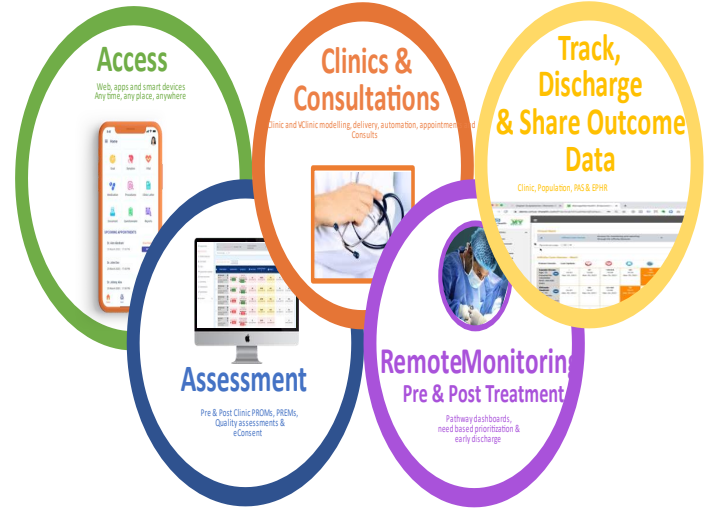 Access
Web, apps and smart devices
Any time, any place, anywhere
UPCOMING APPOINTMENTS
Clinics &
Consultations
Clinic and VClinic modelling, delivery, automation, appointment and
Consults
Track,
Discharge
& Share Outcome
Data
Clinic, Population, PAS & EPHR
Assessment
Pre & Post Clinic PROMs, PREMs,
Quality assessments &
eConsent
RemoteMonitoring
Pre & Post Treatment
Pathway dashboards,
need based prioritization &
early discharge